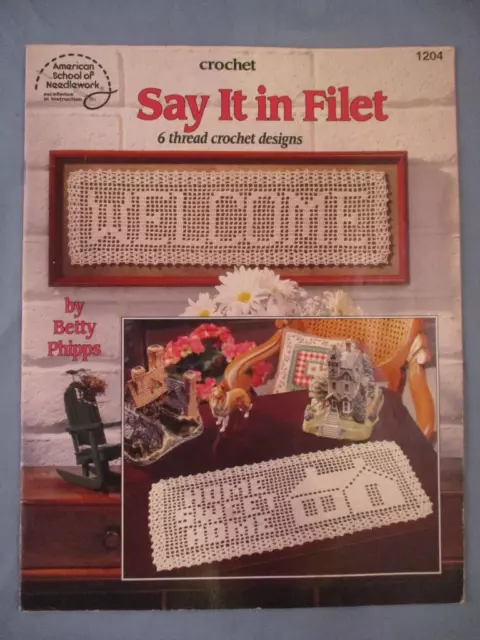 American
School of
Needlework
excellence
in instruction
1204
crochet
Say It in Filet
6 thread crochet designs
WELCOME
by
Betty
Phipps
HOME
SWEET
HOME